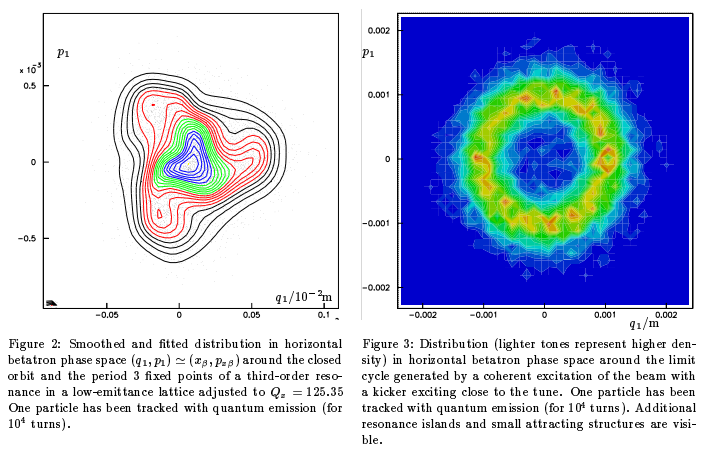 p₁
× 10⁻³
0.5
0
−0.5
−0.05
0
0.05
0.1
q₁/10⁻²m
Figure 2: Smoothed and fitted distribution in horizontal
betatron phase space (q₁, p₁) ≃ (xᵦ, pₓᵦ) around the closed
orbit and the period 3 fixed points of a third-order reso-
nance in a low-emittance lattice adjusted to Qₓ = 125.35
One particle has been tracked with quantum emission (for
10⁴ turns).
0.002
p₁
0.001
0
−0.001
−0.002
−0.002
−0.001
0
0.001
0.002
q₁/m
Figure 3: Distribution (lighter tones represent higher den-
sity) in horizontal betatron phase space around the limit
cycle generated by a coherent excitation of the beam with
a kicker exciting close to the tune. One particle has been
tracked with quantum emission (for 10⁴ turns). Additional
resonance islands and small attracting structures are visi-
ble.